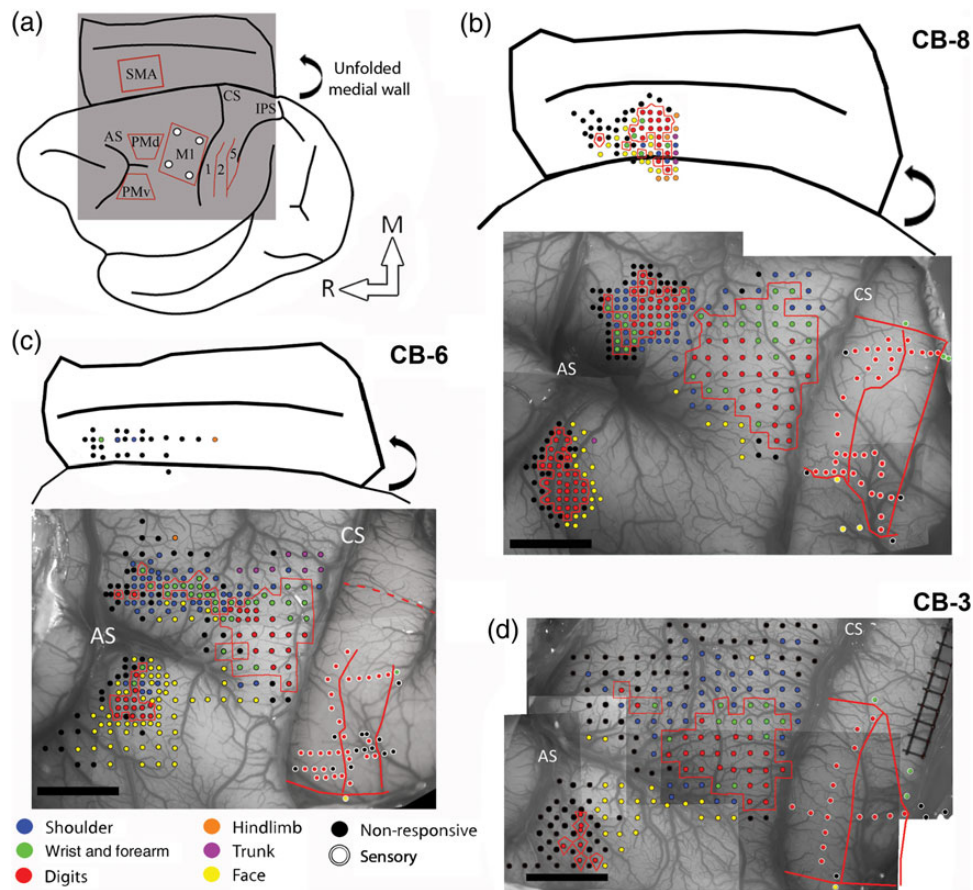 (a)
SMA
CS
IPS
AS
PMd
M1
PMv
1
2
5
Unfolded
medial wall
M
R
(b)
CB-8
CS
AS
(c)
CB-6
CS
AS
CB-3
(d)
CS
AS
Shoulder
Wrist and forearm
Digits
Hindlimb
Trunk
Face
Non-responsive
Sensory